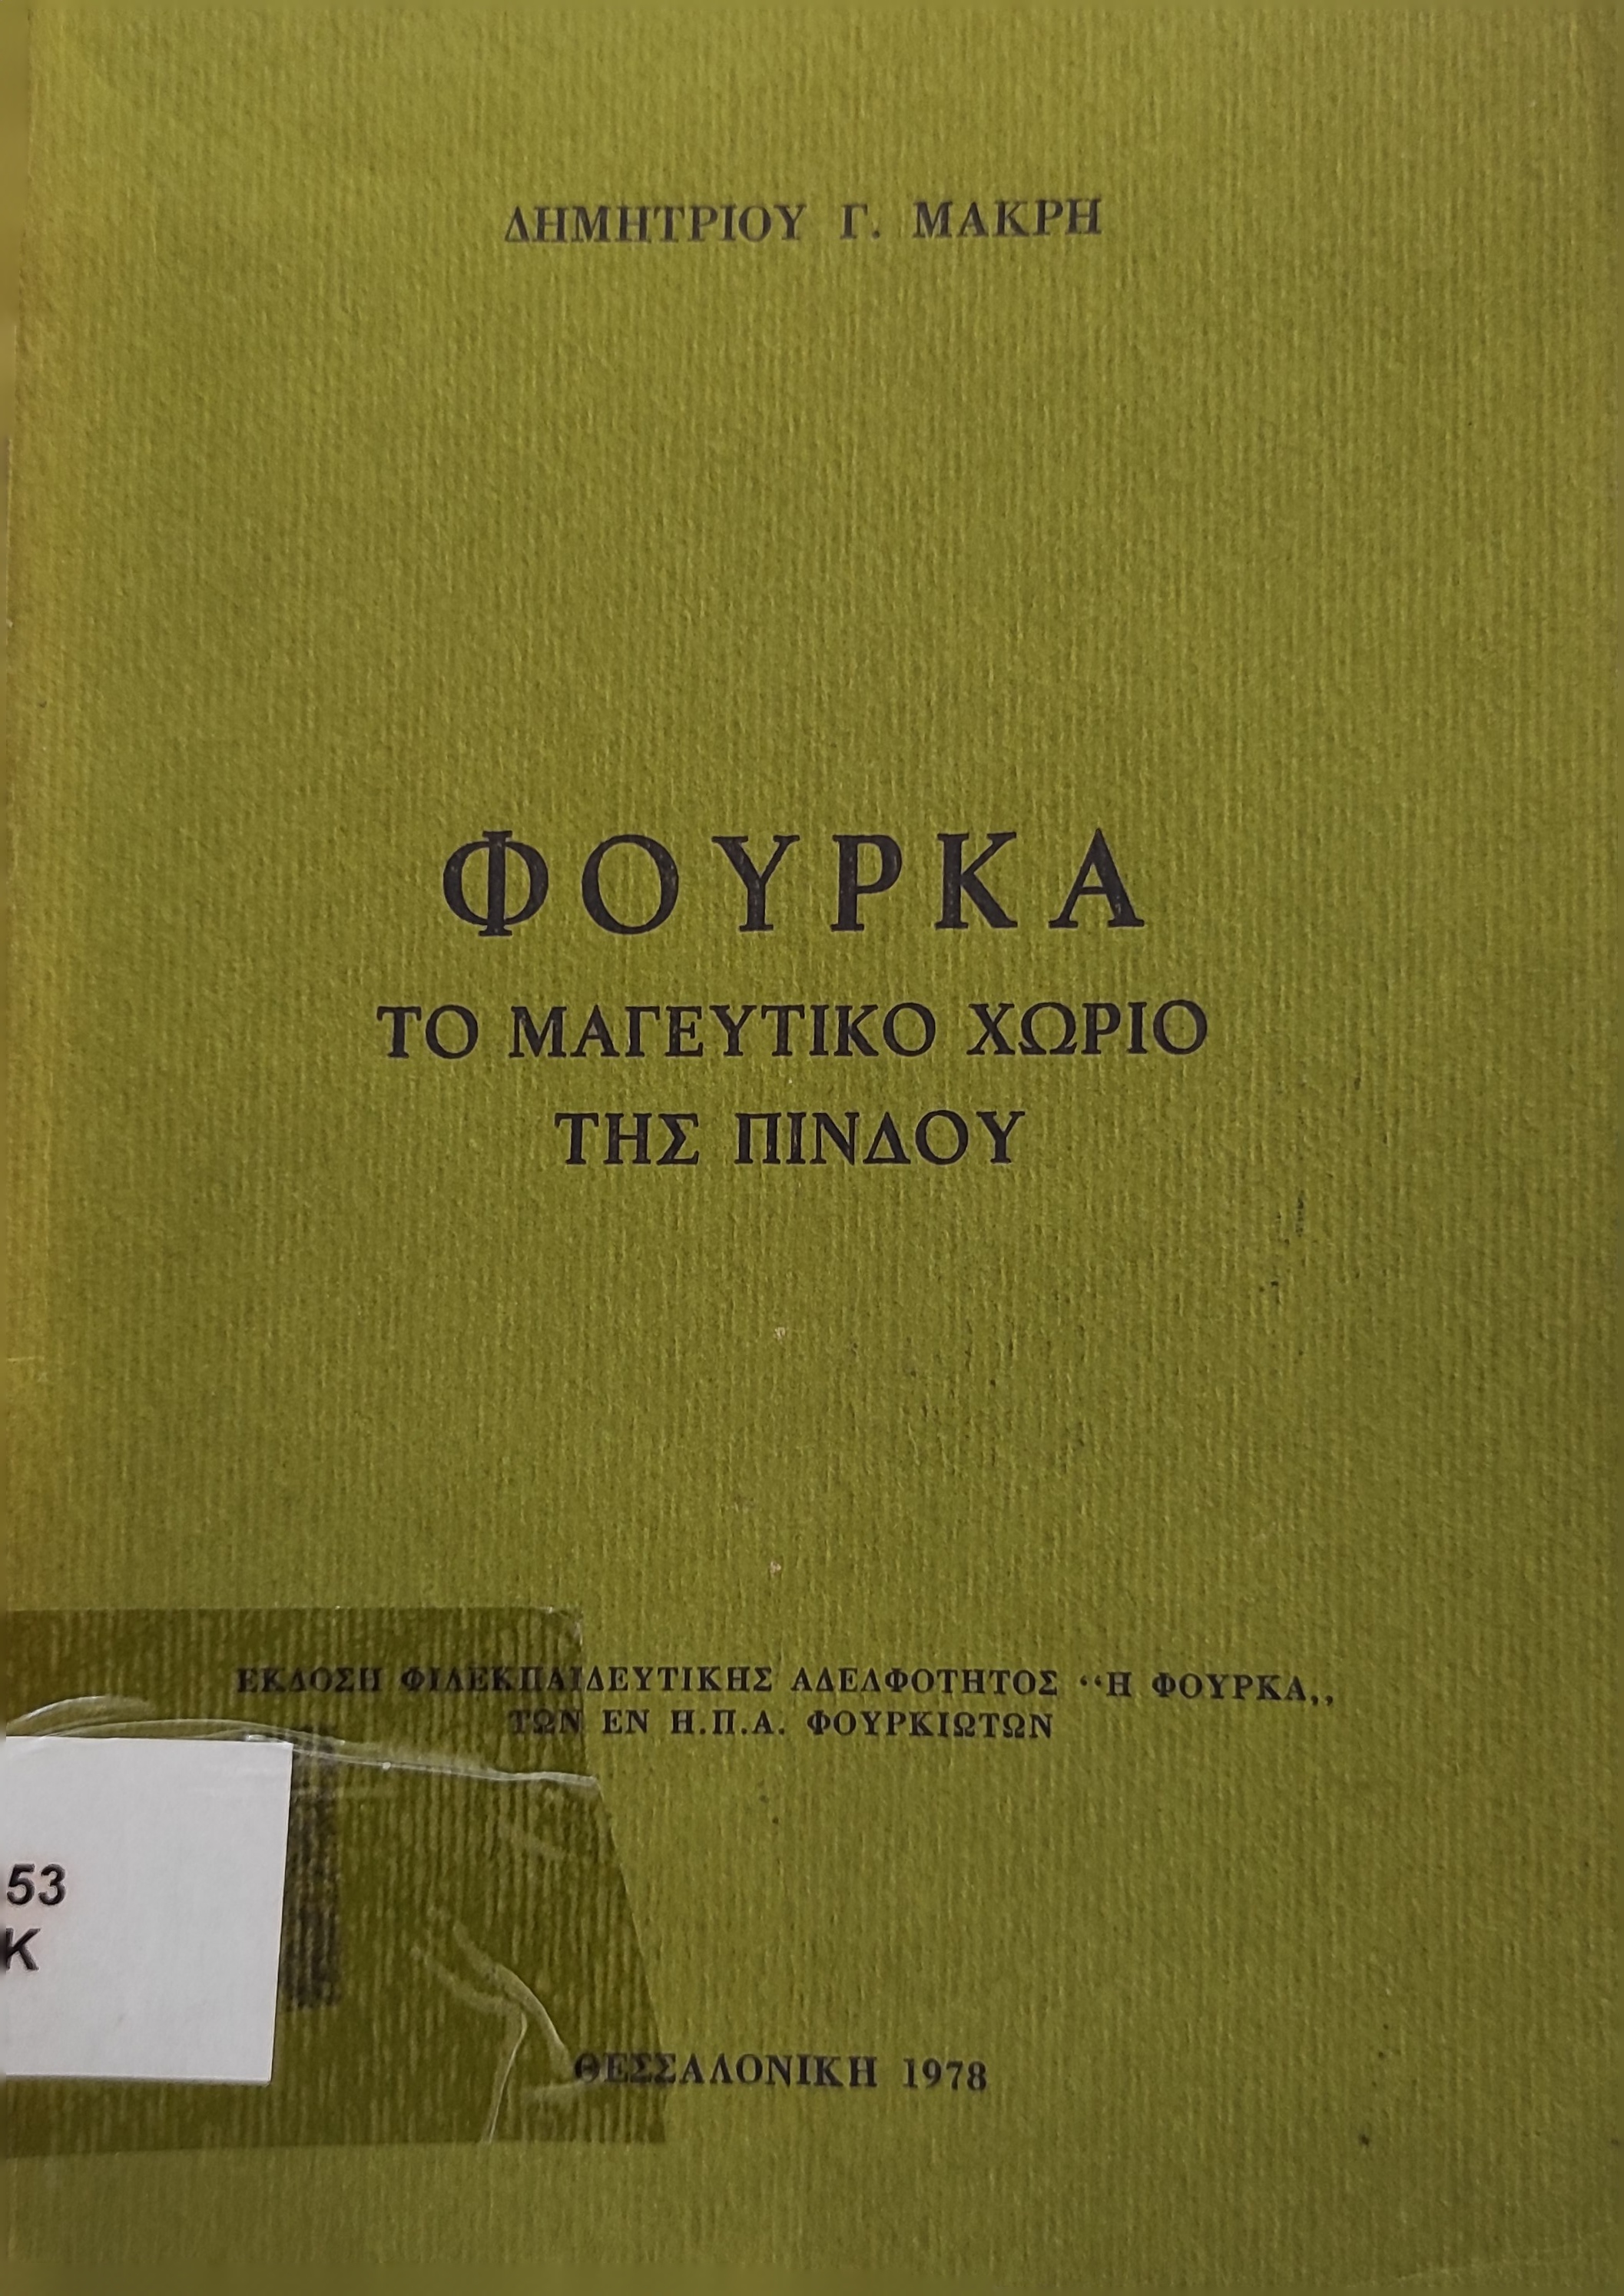 ΔΗΜΗΤΡΙΟΥ Γ. ΜΑΚΡΗ
ΦΟΥΡΚΑ
ΤΟ ΜΑΓΕΥΤΙΚΟ ΧΩΡΙΟ
ΤΗΣ ΠΙΝΔΟΥ
ΕΚΔΟΣΗ ΦΙΛΕΚΠΑΙΔΕΥΤΙΚΗΣ ΑΔΕΛΦΟΤΗΤΟΣ “Η ΦΟΥΡΚΑ„
ΤΩΝ ΕΝ Η.Π.Α. ΦΟΥΡΚΙΩΤΩΝ
53
Κ
ΘΕΣΣΑΛΟΝΙΚΗ 1978